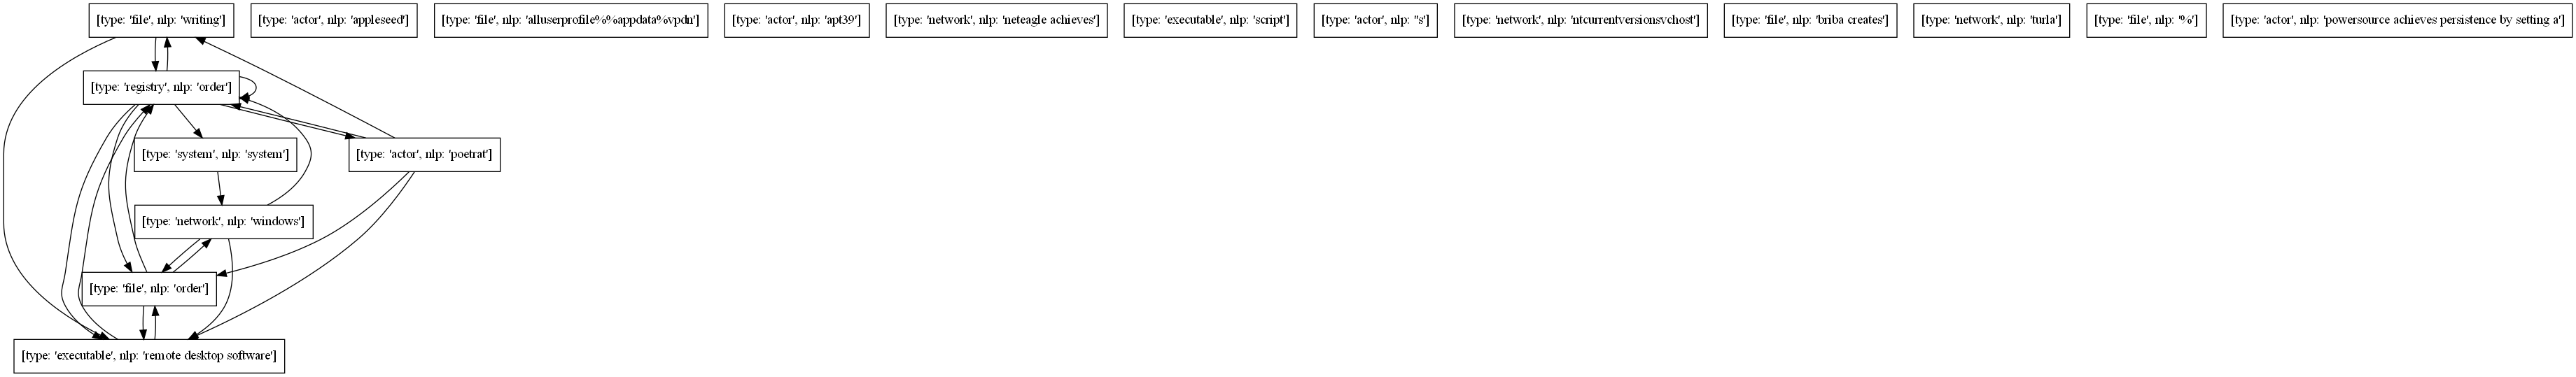 [type: 'file', nlp: 'writing']
[type: 'actor', nlp: 'appleseed']
[type: 'file', nlp: 'alluserprofile%%appdata%vpdn']
[type: 'actor', nlp: 'apt39']
[type: 'network', nlp: 'neteagle achieves']
[type: 'executable', nlp: 'script']
[type: 'actor', nlp: ''s']
[type: 'network', nlp: 'ntcurrentversionsvchost']
[type: 'file', nlp: 'briba creates']
[type: 'network', nlp: 'turla']
[type: 'file', nlp: '%']
[type: 'actor', nlp: 'powersource achieves persistence by setting a']
[type: 'registry', nlp: 'order']
[type: 'system', nlp: 'system']
[type: 'actor', nlp: 'poetrat']
[type: 'network', nlp: 'windows']
[type: 'file', nlp: 'order']
[type: 'executable', nlp: 'remote desktop software']